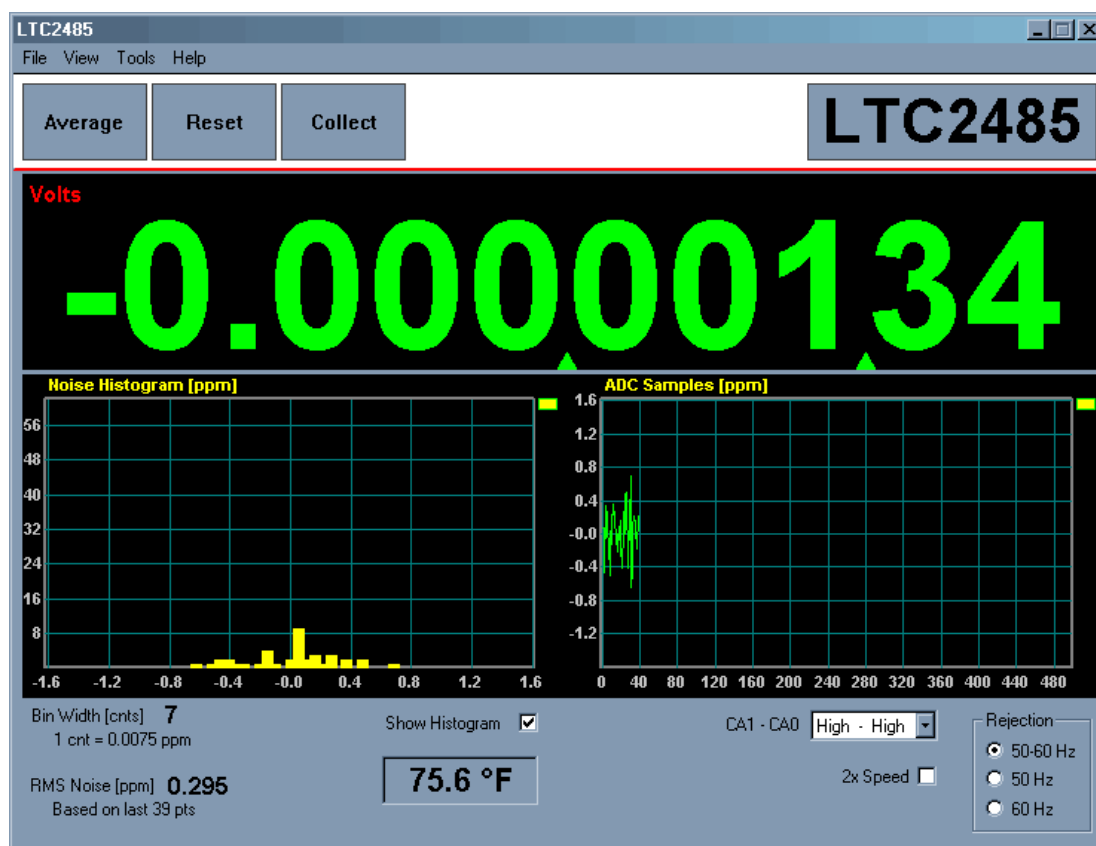 LTC2485
File View Tools Help
Average Reset Collect LTC2485
Volts
-0.00000134
Noise Histogram [ppm]
56
48
40
32
24
16
8
-1.6 -1.2 -0.8 -0.4 -0.0 0.4 0.8 1.2 1.6
ADC Samples [ppm]
1.6
1.2
0.8
0.4
-0.0
-0.4
-0.8
-1.2
0 40 80 120 160 200 240 280 320 360 400 440 480
Bin Width [cnts] 7
1 cnt = 0.0075 ppm
RMS Noise [ppm] 0.295
Based on last 39 pts
Show Histogram
75.6 °F
CA1 - CA0 High - High
2x Speed
Rejection
50-60 Hz
50 Hz
60 Hz